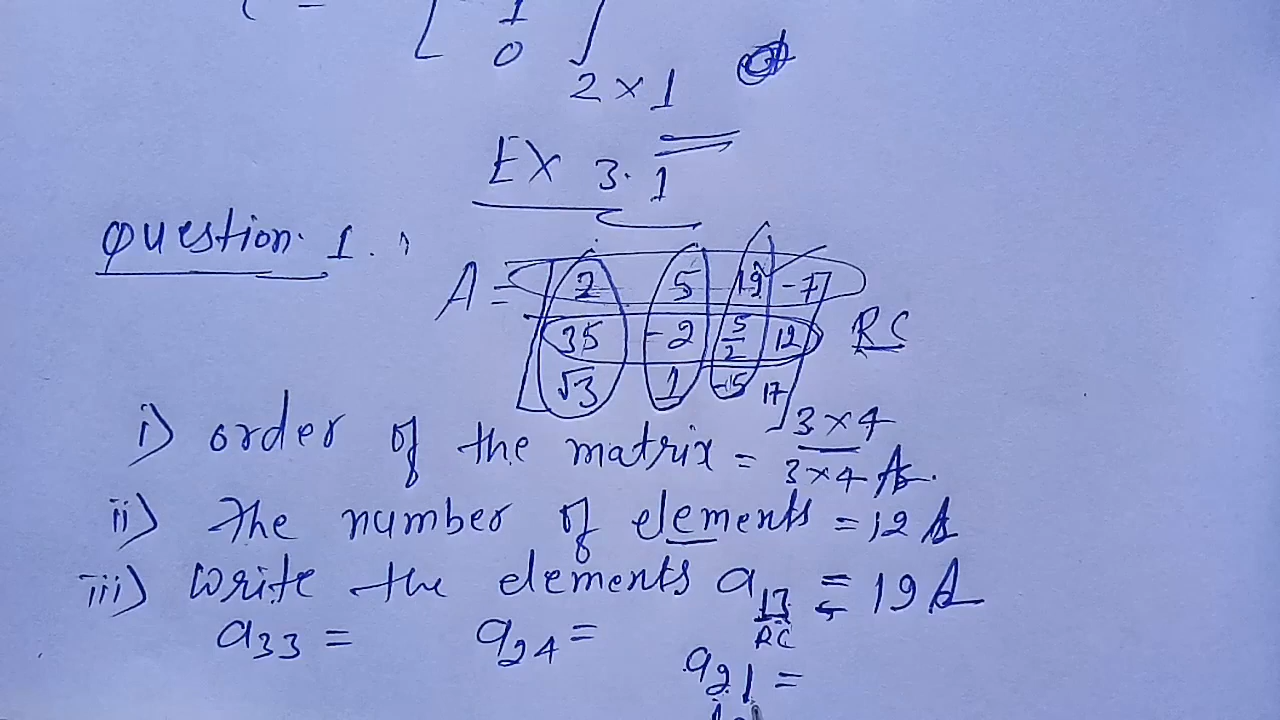 1
0
2 × 1
EX 3.1
Question. 1.
A = [ 2 5 19 -7
35 -2 5/2 12 RC
√3 1 -5 17 ] 3×4
i) order of the matrix = 3×4
ii) The number of elements = 12
iii) Write the elements a13 = 19
RC
a33 = a24 =
a21 =